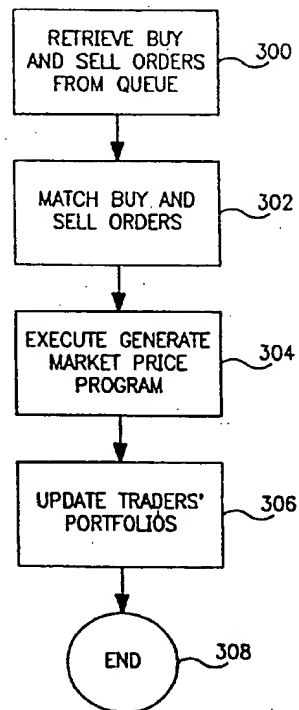 RETRIEVE BUY
AND SELL ORDERS
FROM QUEUE
300
MATCH BUY AND
SELL ORDERS
302
EXECUTE GENERATE
MARKET PRICE
PROGRAM
304
UPDATE TRADERS'
PORTFOLIOS
306
END
308